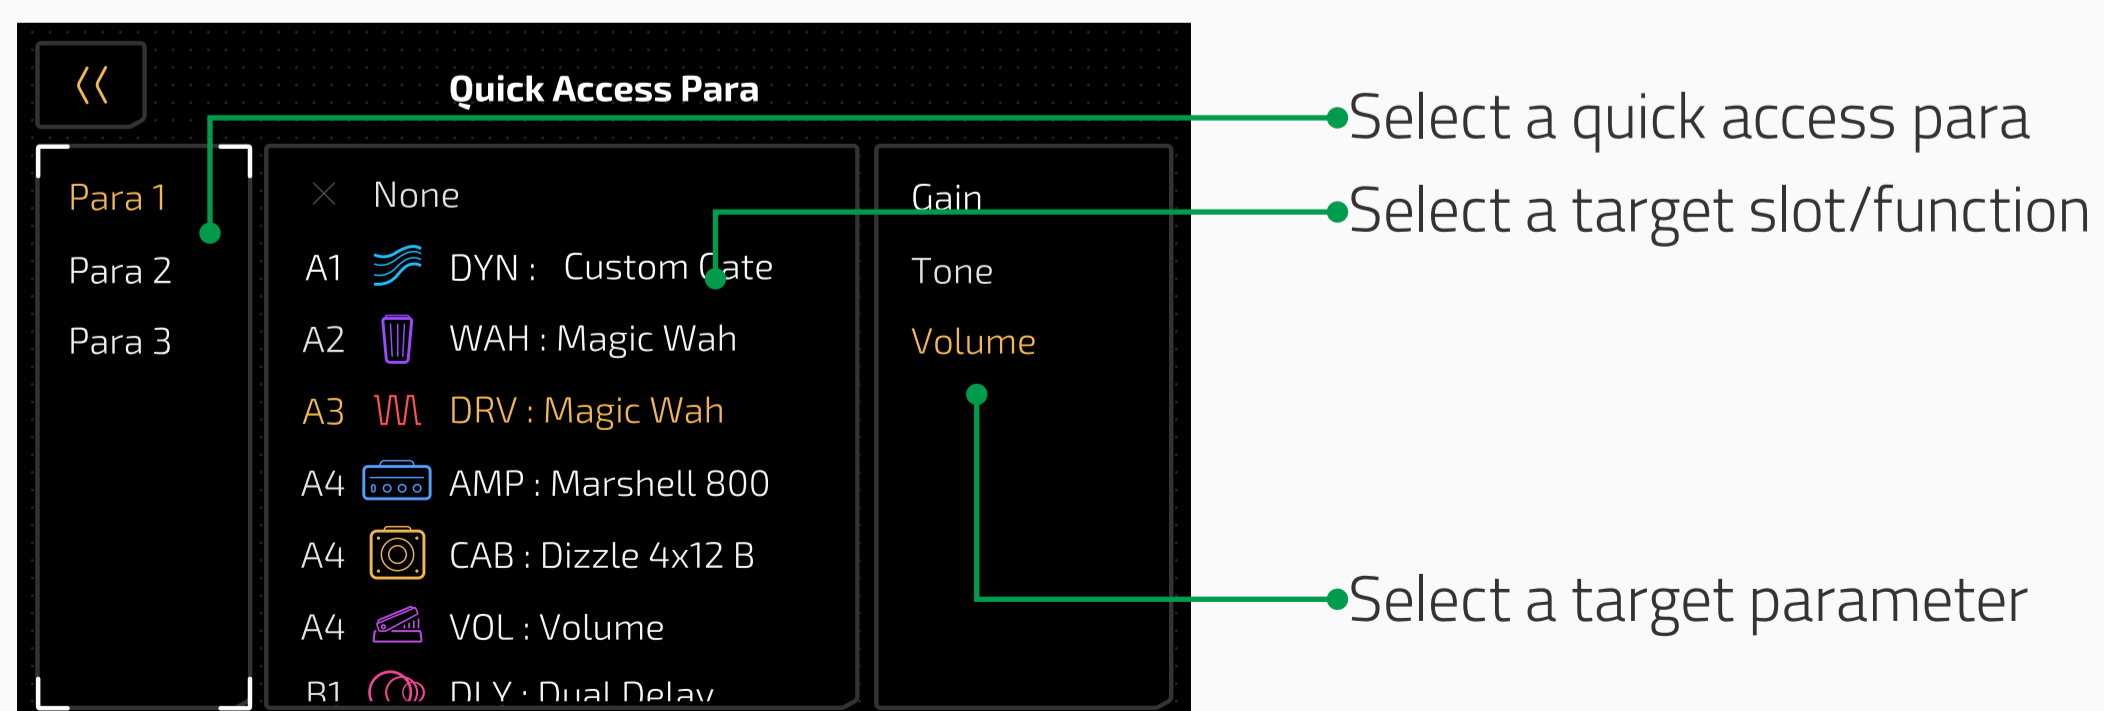 Quick Access Para
Select a quick access para
Para 1
Para 2
Para 3
None
A1 DYN : Custom Gate
A2 WAH : Magic Wah
A3 DRV : Magic Wah
A4 AMP : Marshell 800
A4 CAB : Dizzle 4x12 B
A4 VOL : Volume
B1 DLY : Dual Delay
Gain
Tone
Volume
Select a target slot/function
Select a target parameter